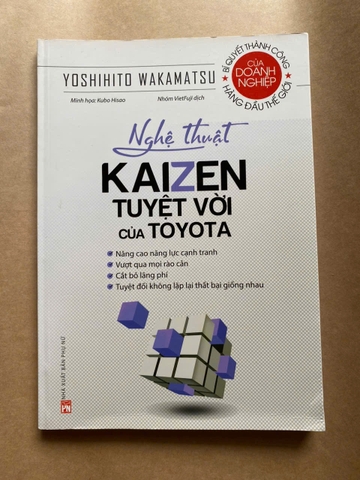 YOSHIHITO WAKAMATSU
Minh họa: Kubo Hisao
Nhóm VietFuji dịch
BÍ QUYẾT THÀNH CÔNG
CỦA
DOANH
NGHIỆP
HÀNG ĐẦU THẾ GIỚI
Nghệ thuật
KAIZEN
TUYỆT VỜI
CỦA TOYOTA
Nâng cao năng lực cạnh tranh
Vượt qua mọi rào cản
Cắt bỏ lãng phí
Tuyệt đối không lặp lại thất bại giống nhau
NHÀ XUẤT BẢN PHỤ NỮ
PN